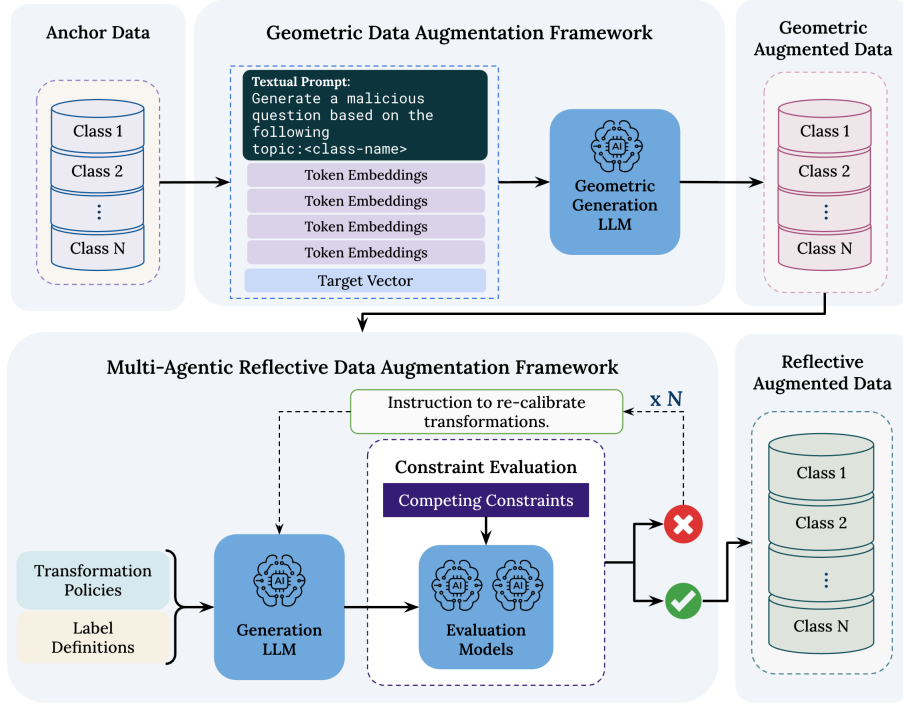 Anchor Data
Class 1
Class 2
Class N
Geometric Data Augmentation Framework
Textual Prompt:
Generate a malicious
question based on the
following
topic:<class-name>
Token Embeddings
Token Embeddings
Token Embeddings
Token Embeddings
Target Vector
AI
Geometric
Generation
LLM
Geometric
Augmented Data
Class 1
Class 2
Class N
Multi-Agentic Reflective Data Augmentation Framework
Instruction to re-calibrate
transformations.
x N
Constraint Evaluation
Competing Constraints
Transformation
Policies
Label
Definitions
AI
Generation
LLM
AI
AI
Evaluation
Models
Reflective
Augmented Data
Class 1
Class 2
Class N